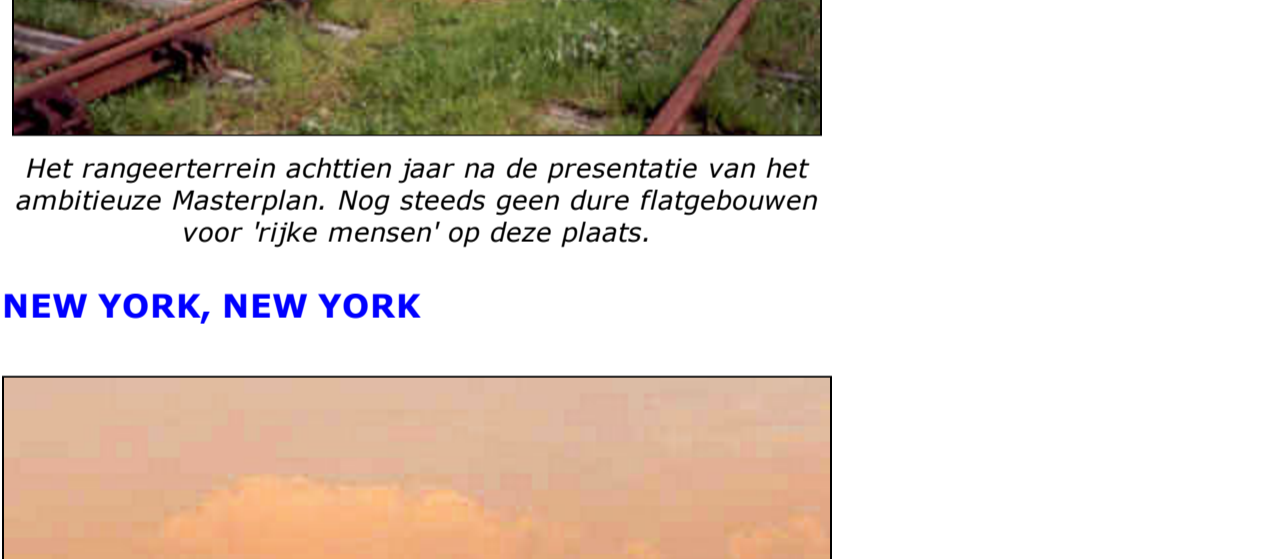 Het rangeerterrein achttien jaar na de presentatie van het
ambitieuze Masterplan. Nog steeds geen dure flatgebouwen
voor 'rijke mensen' op deze plaats.
NEW YORK, NEW YORK